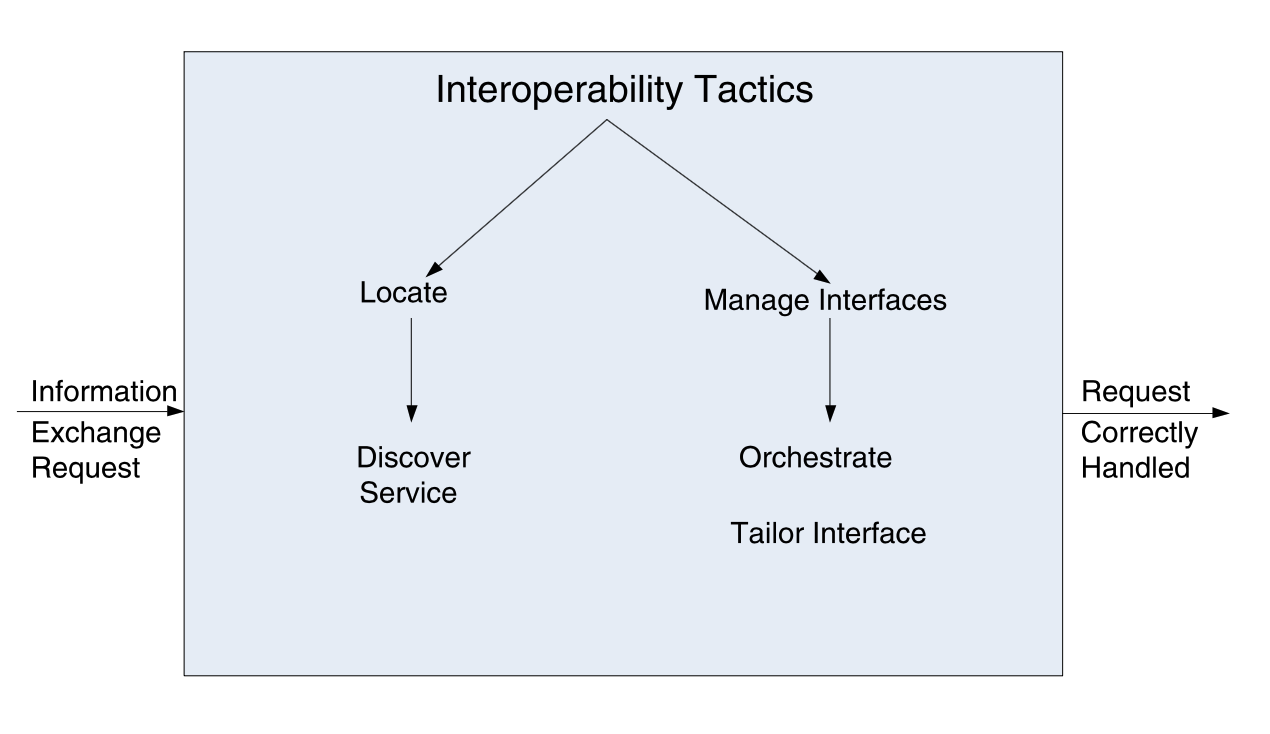 Interoperability Tactics
Locate
Manage Interfaces
Information
Exchange
Request
Discover
Service
Orchestrate
Tailor Interface
Request
Correctly
Handled